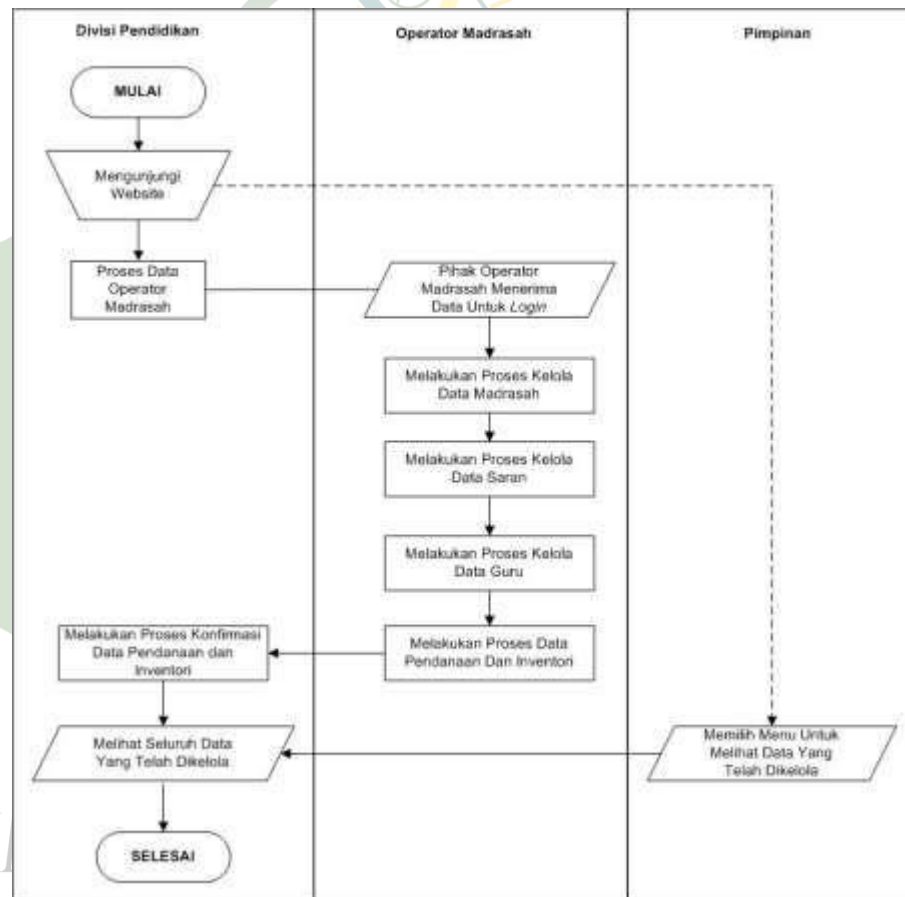 Divisi Pendidikan
Operator Madrasah
Pimpinan
MULAI
Mengunjungi
Website
Proses Data
Operator
Madrasah
Pihak Operator
Madrasah Menerima
Data Untuk Login
Melakukan Proses Kelola
Data Madrasah
Melakukan Proses Kelola
Data Saran
Melakukan Proses Kelola
Data Guru
Melakukan Proses Data
Pendanaan Dan Inventori
Melakukan Proses Konfirmasi
Data Pendanaan dan
Inventori
Memilih Menu Untuk
Melihat Data Yang
Telah Dikelola
Melihat Seluruh Data
Yang Telah Dikelola
SELESAI